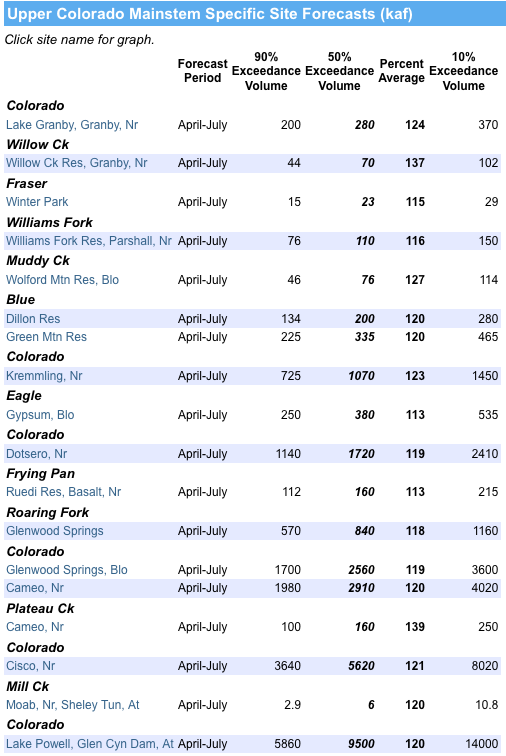 Upper Colorado Mainstem Specific Site Forecasts (kaf)
Click site name for graph.
Forecast Period 90% Exceedance Volume 50% Exceedance Volume Percent Average 10% Exceedance Volume
Colorado
Lake Granby, Granby, Nr April-July 200 280 124 370
Willow Ck
Willow Ck Res, Granby, Nr April-July 44 70 137 102
Fraser
Winter Park April-July 15 23 115 29
Williams Fork
Williams Fork Res, Parshall, Nr April-July 76 110 116 150
Muddy Ck
Wolford Mtn Res, Blo April-July 46 76 127 114
Blue
Dillon Res April-July 134 200 120 280
Green Mtn Res April-July 225 335 120 465
Colorado
Kremmling, Nr April-July 725 1070 123 1450
Eagle
Gypsum, Blo April-July 250 380 113 535
Colorado
Dotsero, Nr April-July 1140 1720 119 2410
Frying Pan
Ruedi Res, Basalt, Nr April-July 112 160 113 215
Roaring Fork
Glenwood Springs April-July 570 840 118 1160
Colorado
Glenwood Springs, Blo April-July 1700 2560 119 3600
Cameo, Nr April-July 1980 2910 120 4020
Plateau Ck
Cameo, Nr April-July 100 160 139 250
Colorado
Cisco, Nr April-July 3640 5620 121 8020
Mill Ck
Moab, Nr, Sheley Tun, At April-July 2.9 6 120 10.8
Colorado
Lake Powell, Glen Cyn Dam, At April-July 5860 9500 120 14000